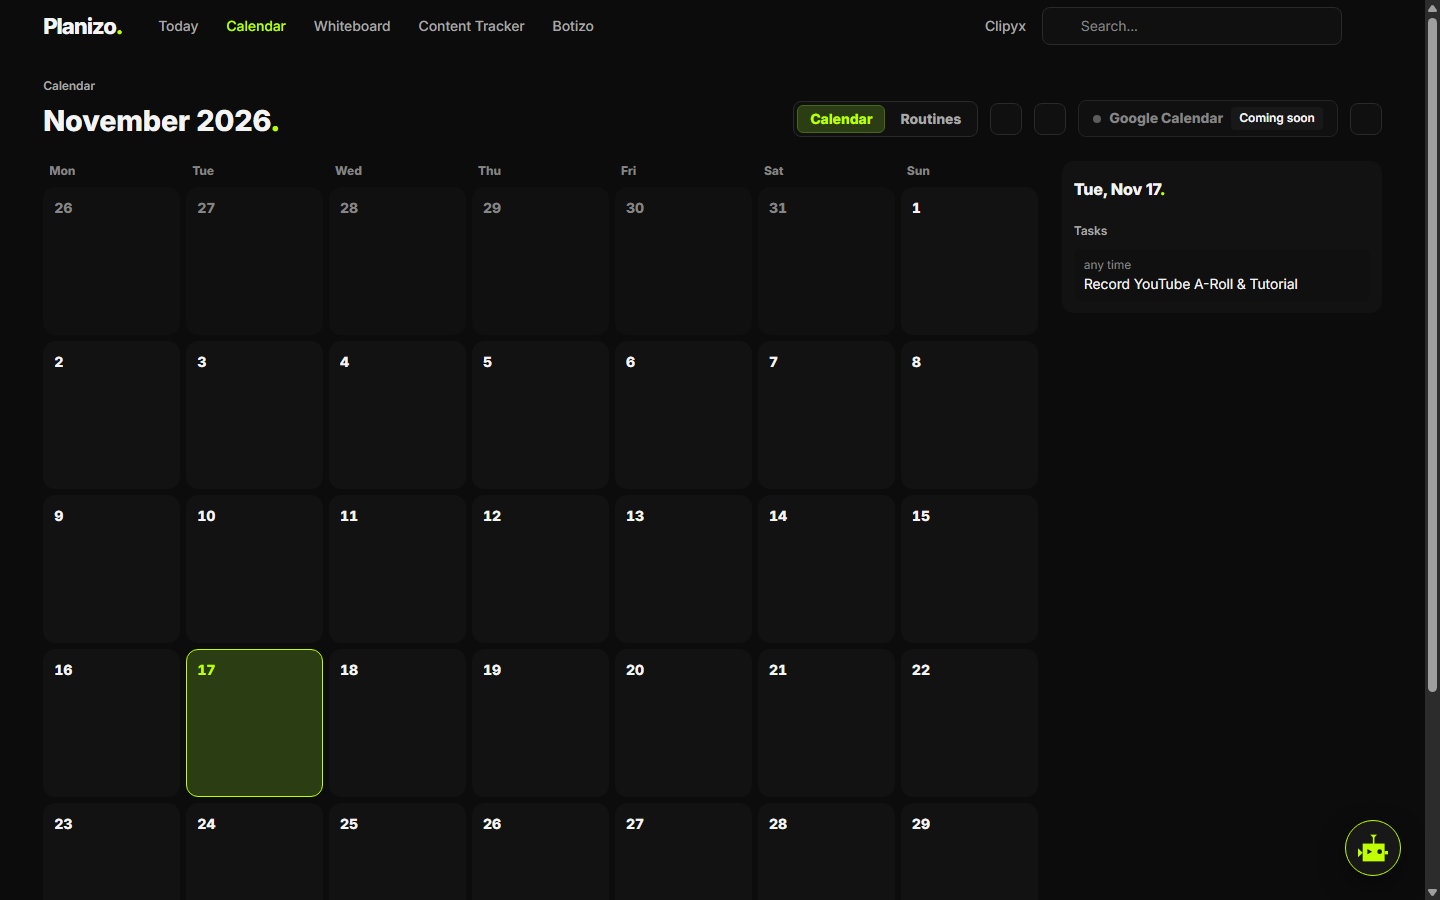 Planizo.
Today
Calendar
Whiteboard
Content Tracker
Botizo
Clipyx
Search...
Calendar
November 2026.
Calendar
Routines
Google Calendar
Coming soon
Mon Tue Wed Thu Fri Sat Sun
26 27 28 29 30 31 1
2 3 4 5 6 7 8
9 10 11 12 13 14 15
16 17 18 19 20 21 22
23 24 25 26 27 28 29
Tue, Nov 17.
Tasks
any time
Record YouTube A-Roll & Tutorial